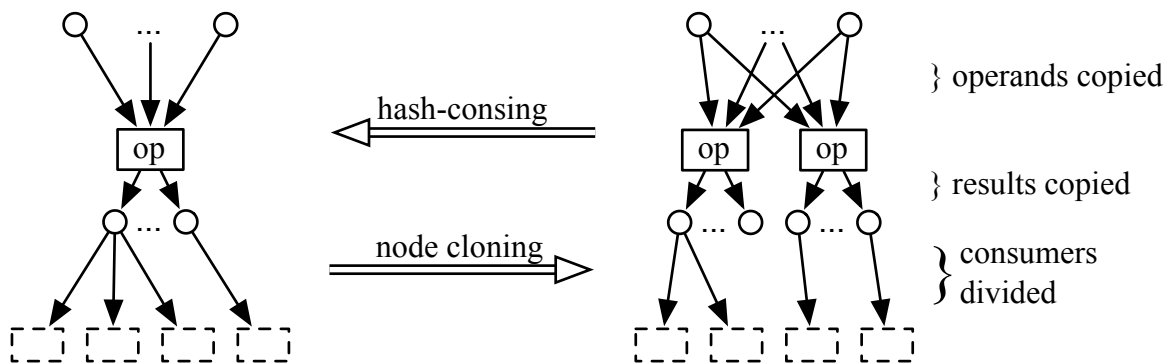 ...
...
} operands copied
hash-consing
op
op
op
} results copied
...
...
...
node cloning
} consumers
divided